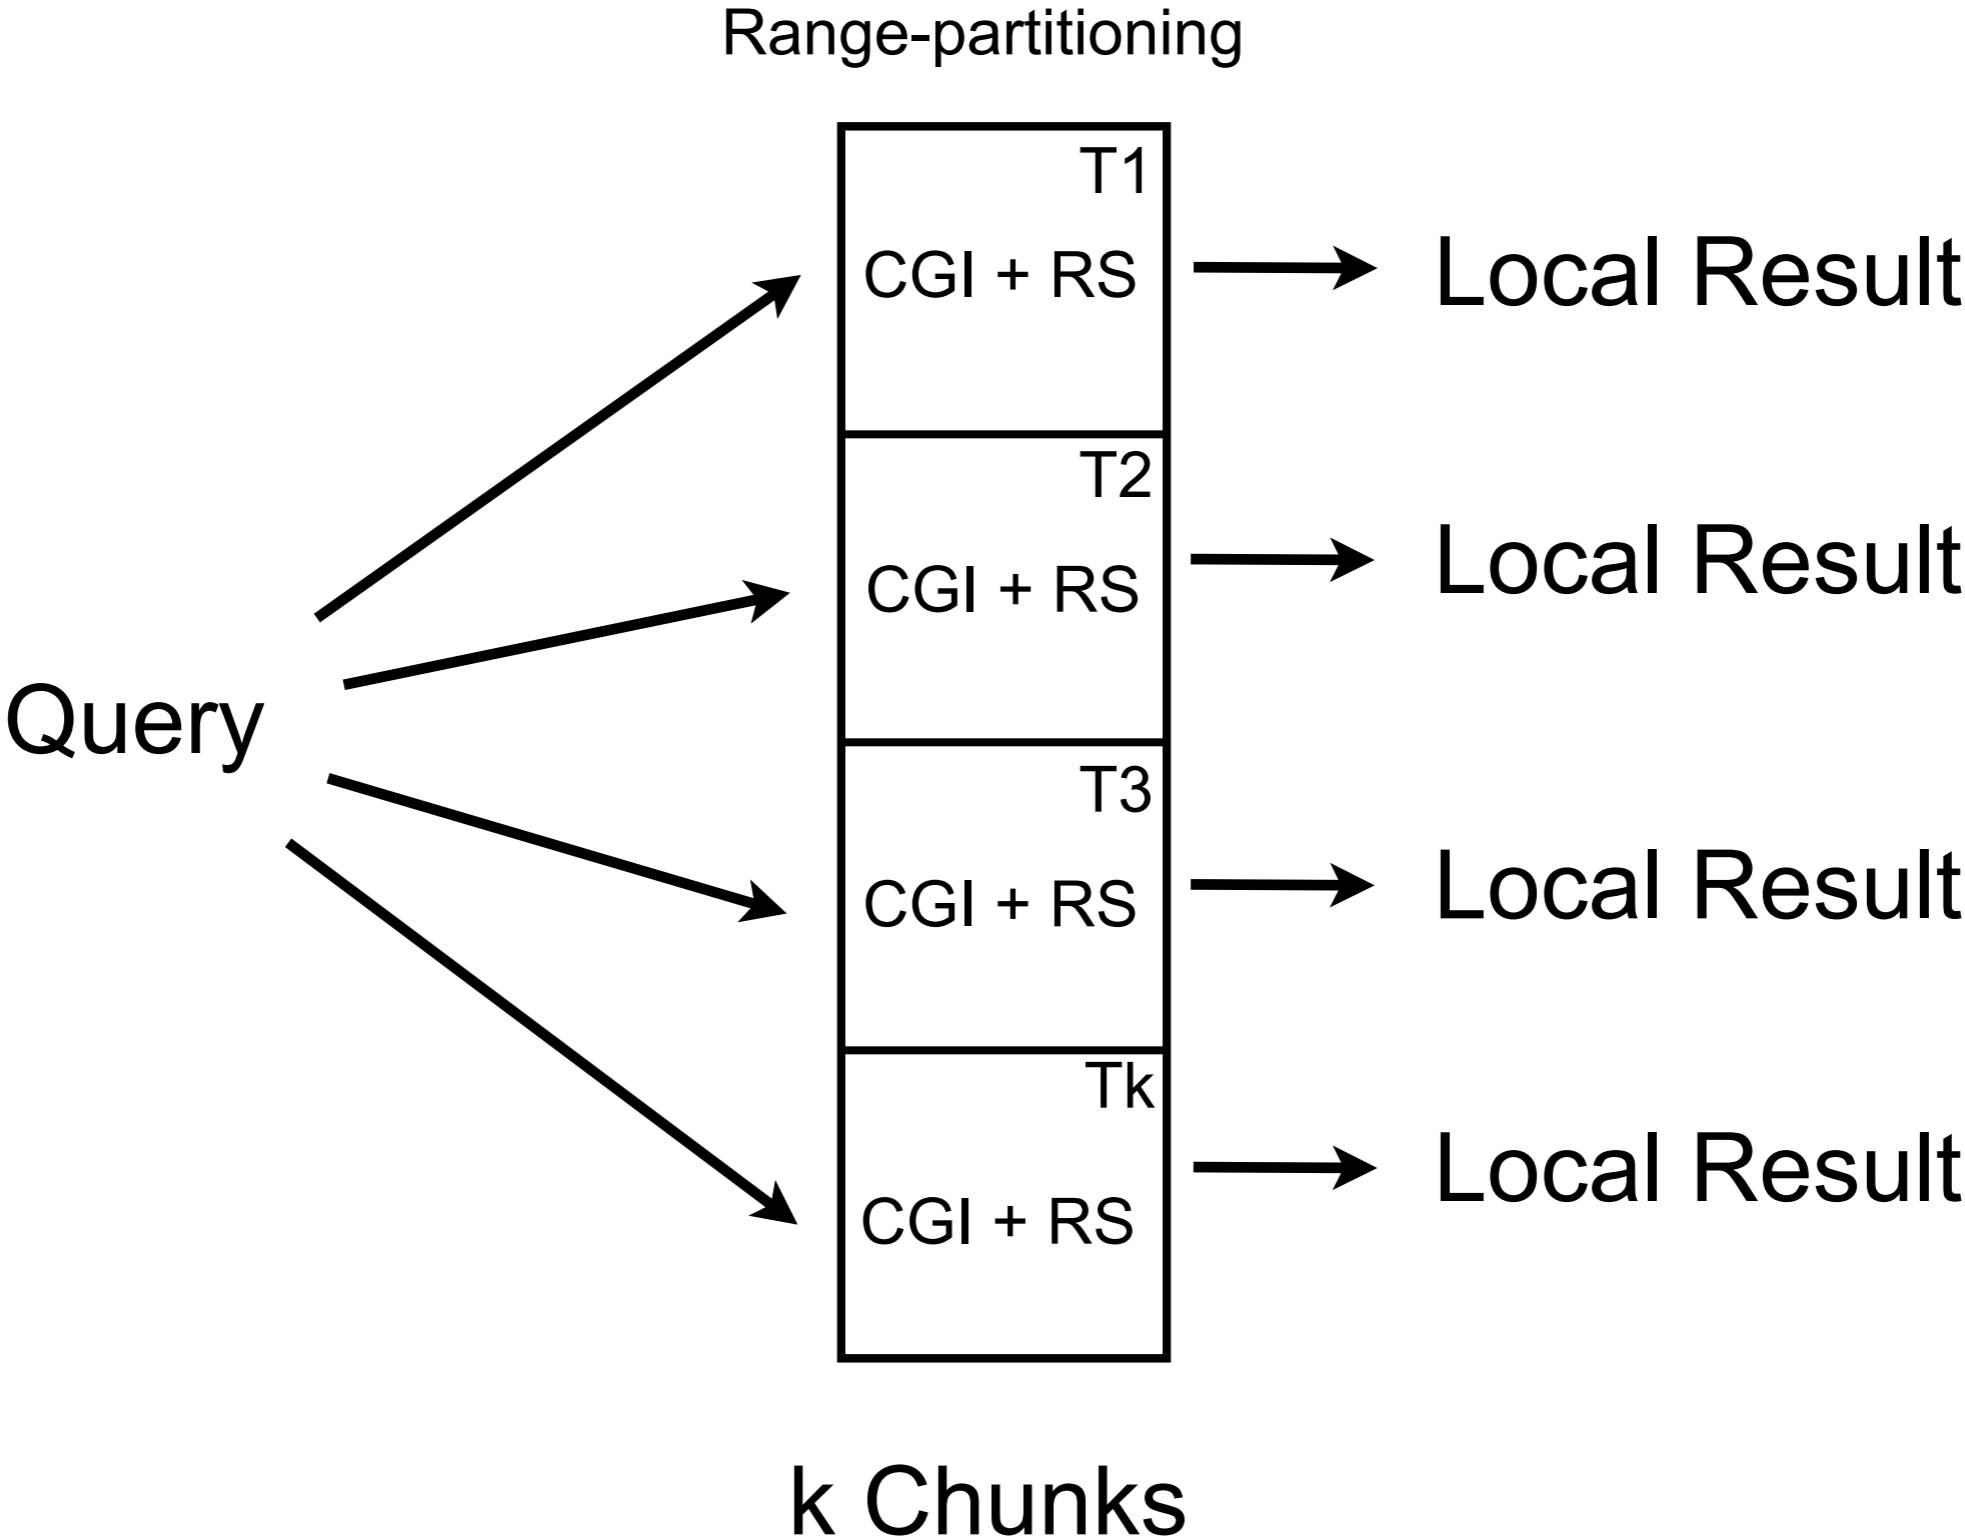 Range-partitioning
T1
CGI + RS
Local Result
T2
CGI + RS
Local Result
Query
T3
CGI + RS
Local Result
Tk
CGI + RS
Local Result
k Chunks